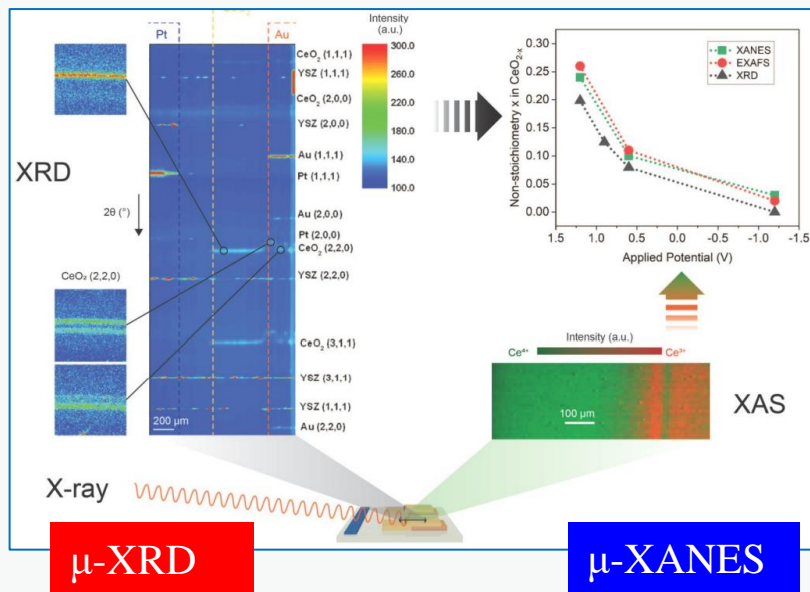 Pt
Au
Intensity
(a.u.)
300.0
260.0
220.0
180.0
140.0
100.0
CeO₂ (1,1,1)
YSZ (1,1,1)
CeO₂ (2,0,0)
YSZ (2,0,0)
Au (1,1,1)
Pt (1,1,1)
Au (2,0,0)
Pt (2,0,0)
CeO₂ (2,2,0)
YSZ (2,2,0)
CeO₂ (3,1,1)
YSZ (3,1,1)
YSZ (1,1,1)
Au (2,2,0)
200 μm
XRD
2θ (°)
CeO₂ (2,2,0)
Non-stoichiometry x in CeO₂₋ₓ
0.30
0.25
0.20
0.15
0.10
0.05
0.00
XANES
EXAFS
XRD
1.5 1.0 0.5 0.0 -0.5 -1.0 -1.5
Applied Potential (V)
Intensity (a.u.)
Ce⁴⁺
Ce³⁺
100 μm
XAS
X-ray
μ-XRD
μ-XANES